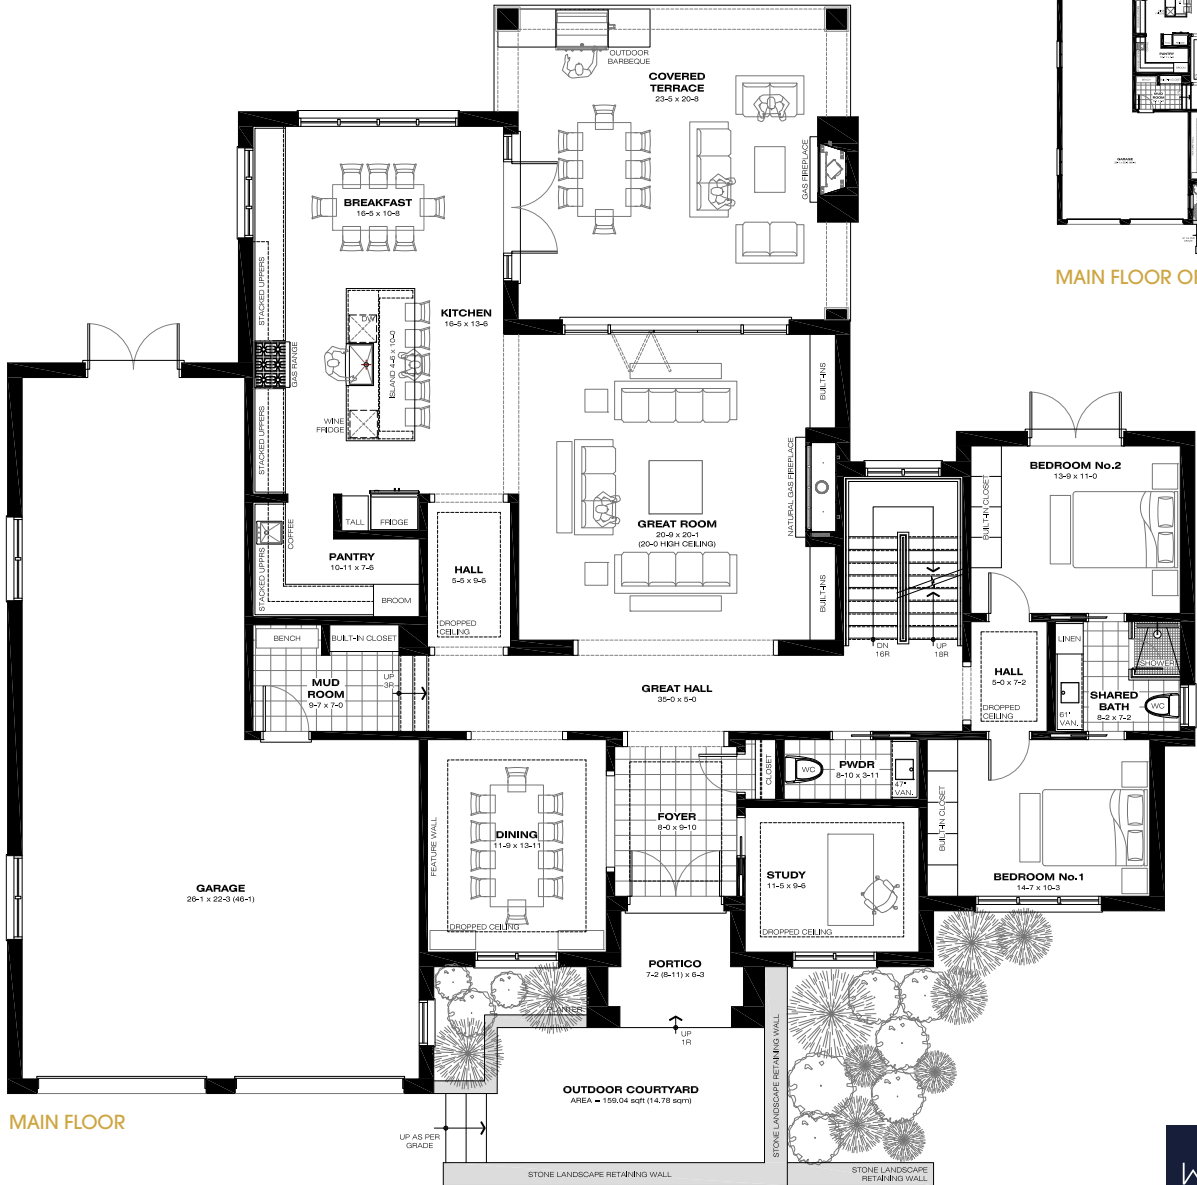 OUTDOOR
BARBEQUE
COVERED
TERRACE
23-5 x 20-8
GAS FIREPLACE
PANTRY
BROOM
GARAGE
MAIN FLOOR
BREAKFAST
16-5 x 10-8
STACKED UPPERS
GAS RANGE
STACKED UPPERS
KITCHEN
16-5 x 13-6
DW
ISLAND 4-6 x 10-0
WINE
FRIDGE
BUILT-INS
NATURAL GAS FIREPLACE
BUILT-INS
GREAT ROOM
20-9 x 20-1
(20-0 HIGH CEILING)
BEDROOM No.2
13-9 x 11-0
BUILT-IN CLOSET
TALL
FRIDGE
COFFEE
STACKED UPPRS
PANTRY
10-11 x 7-6
BROOM
HALL
5-5 x 9-6
DROPPED
CEILING
DN
16R
UP
18R
BENCH
BUILT-IN CLOSET
MUD
ROOM
9-7 x 7-0
UP
3R
GREAT HALL
35-0 x 5-0
HALL
5-0 x 7-2
DROPPED
CEILING
LINEN
SHOWER
SHARED
BATH
8-2 x 7-2
WC
61"
VAN.
CLOSET
WC
PWDR
8-10 x 3-11
47"
VAN.
FEATURE WALL
DINING
11-9 x 13-11
DROPPED CEILING
FOYER
8-0 x 9-10
STUDY
11-5 x 9-6
DROPPED CEILING
BUILT-IN CLOSET
BEDROOM No.1
14-7 x 10-3
GARAGE
26-1 x 22-3 (46-1)
PORTICO
7-2 (8-11) x 6-3
PLANTER
UP
1R
STONE LANDSCAPE RETAINING WALL
OUTDOOR COURTYARD
AREA = 159.04 sqft (14.78 sqm)
MAIN FLOOR
UP AS PER
GRADE
STONE LANDSCAPE RETAINING WALL
STONE LANDSCAPE
RETAINING WALL